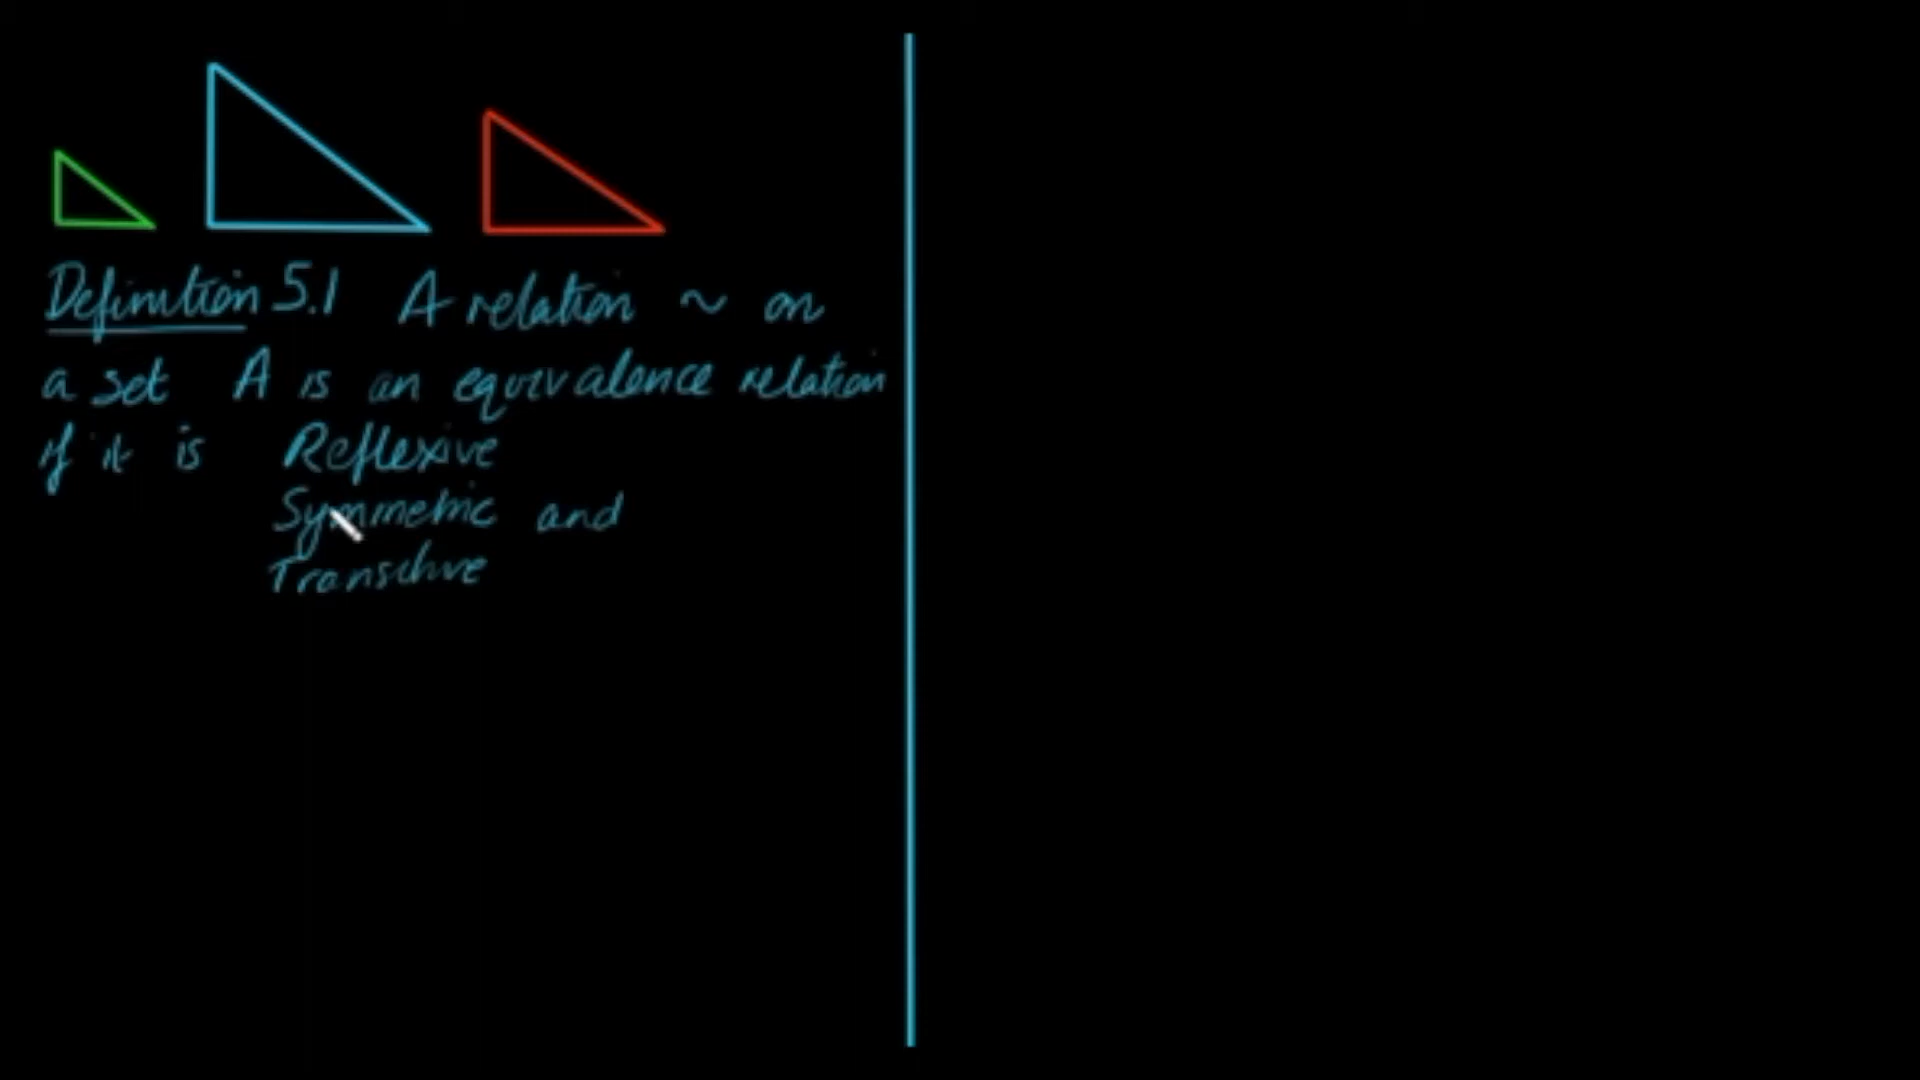 Definition 5.1 A relation ~ on
a set A is an equivalence relation
if it is Reflexive
Symmetric and
Transitive